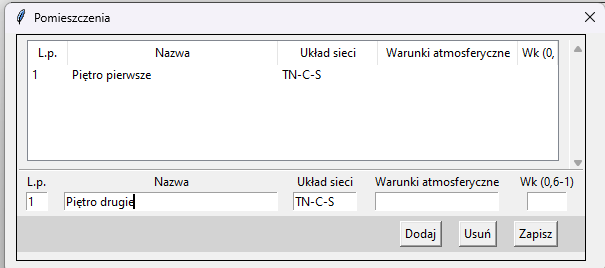 Pomieszczenia
L.p. Nazwa Układ sieci Warunki atmosferyczne Wk (0,
1 Piętro pierwsze TN-C-S
L.p. Nazwa Układ sieci Warunki atmosferyczne Wk (0,6-1)
1 Piętro drugie TN-C-S
Dodaj Usuń Zapisz